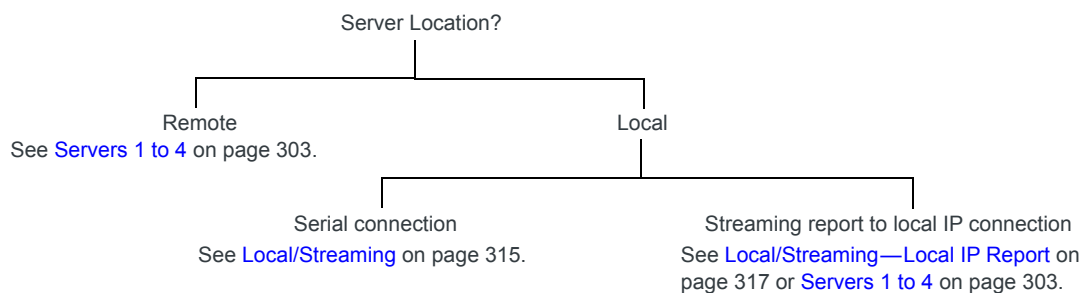 Server Location?
Remote
Local
See Servers 1 to 4 on page 303.
Serial connection
Streaming report to local IP connection
See Local/Streaming on page 315.
See Local/Streaming—Local IP Report on
page 317 or Servers 1 to 4 on page 303.